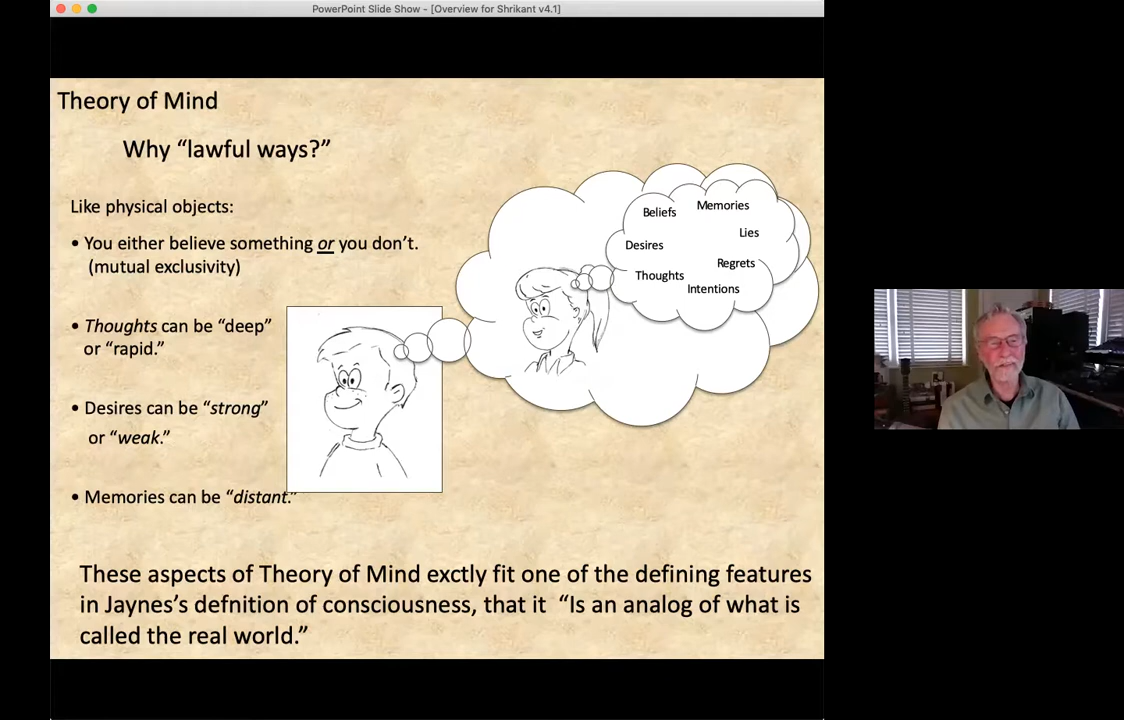 PowerPoint Slide Show - [Overview for Shrikant v4.1]
Theory of Mind
Why “lawful ways?”
Like physical objects:
• You either believe something or you don’t.
(mutual exclusivity)
• Thoughts can be “deep”
or “rapid.”
• Desires can be “strong”
or “weak.”
• Memories can be “distant.”
Beliefs
Memories
Lies
Desires
Regrets
Thoughts
Intentions
These aspects of Theory of Mind exctly fit one of the defining features
in Jaynes’s defnition of consciousness, that it “Is an analog of what is
called the real world.”